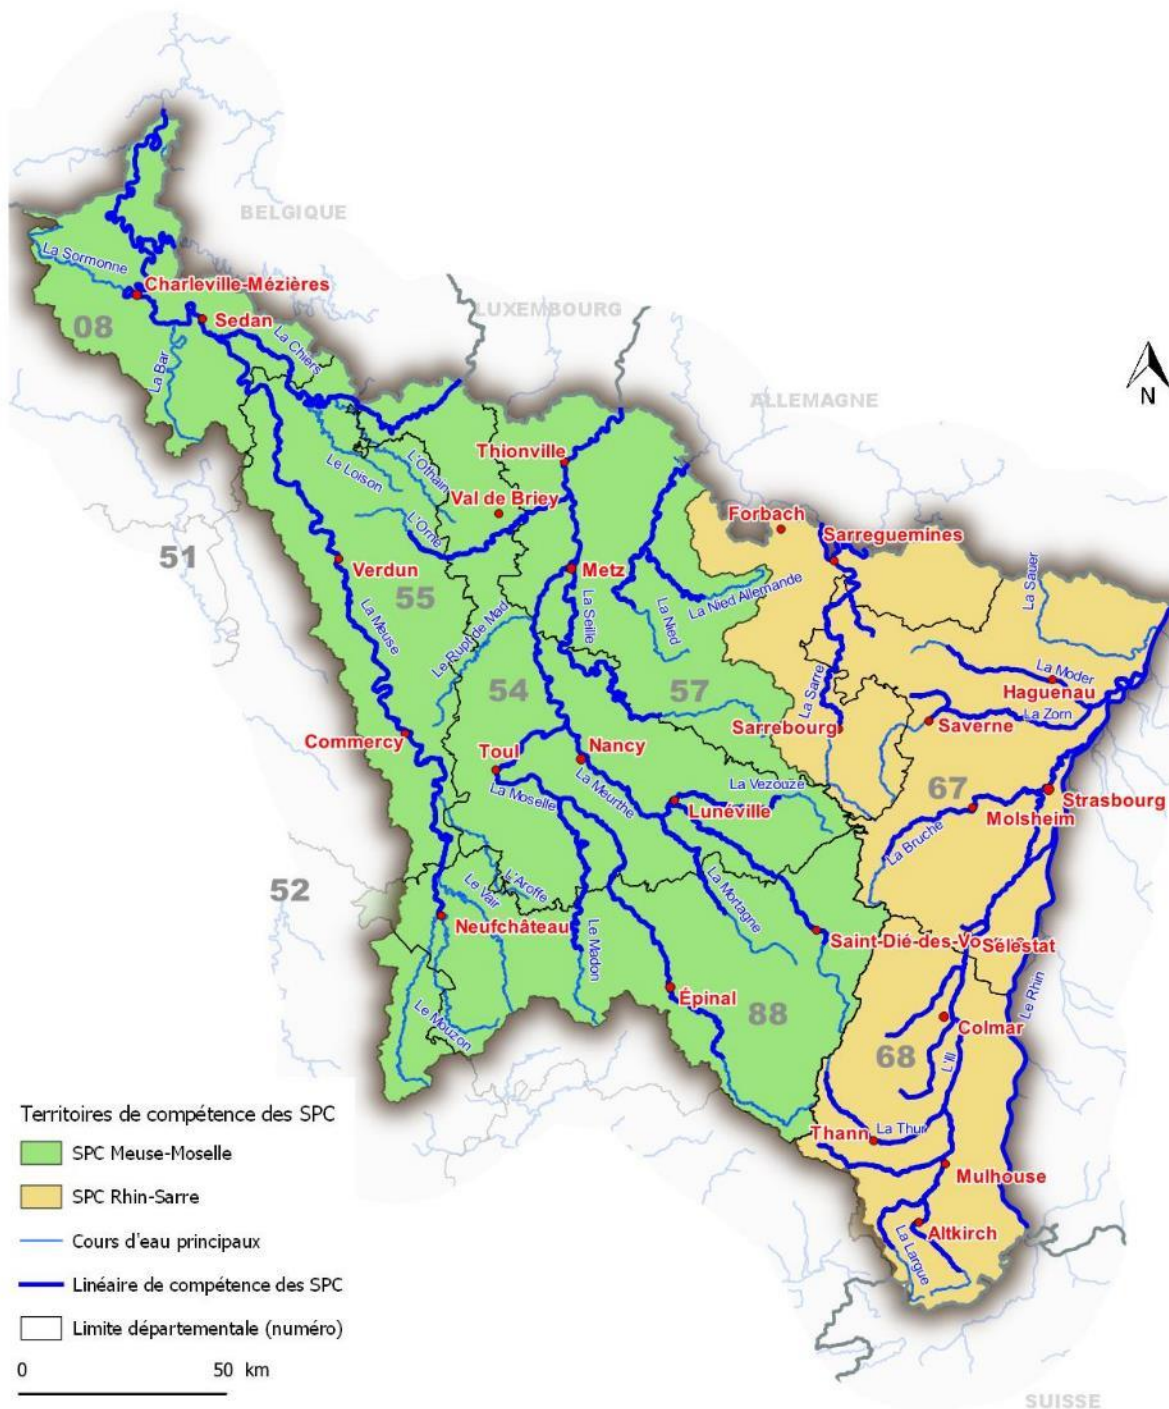 BELGIQUE
La Sormonne
Charleville-Mézières
LUXEMBOURG
08
Sedan
La Chiers
La Bar
ALLEMAGNE
N
Thionville
L'Othain
Le Loison
Val de Briey
L'Orne
Forbach
Sarreguemines
51
Verdun
Metz
La Sauer
55
La Nied Allemande
La Seille
La Meuse
La Nied
Le Rupt de Mad
La Moder
54
57
La Sarre
Haguenau
La Zorn
Commercy
Sarrebourg
Saverne
Toul
Nancy
La Vezouze
La Moselle
La Meurthe
67
Strasbourg
Lunéville
Molsheim
La Bruche
52
L'Aroffe
Le Vair
La Mortagne
Neufchâteau
Saint-Dié-des-Vo
Sélestat
Le Madon
Le Rhin
Épinal
88
Colmar
Le Mouzon
68
L'Ill
Thann
La Thur
Mulhouse
Altkirch
La Largue
Territoires de compétence des SPC
SPC Meuse-Moselle
SPC Rhin-Sarre
Cours d'eau principaux
Linéaire de compétence des SPC
Limite départementale (numéro)
0 50 km
SUISSE